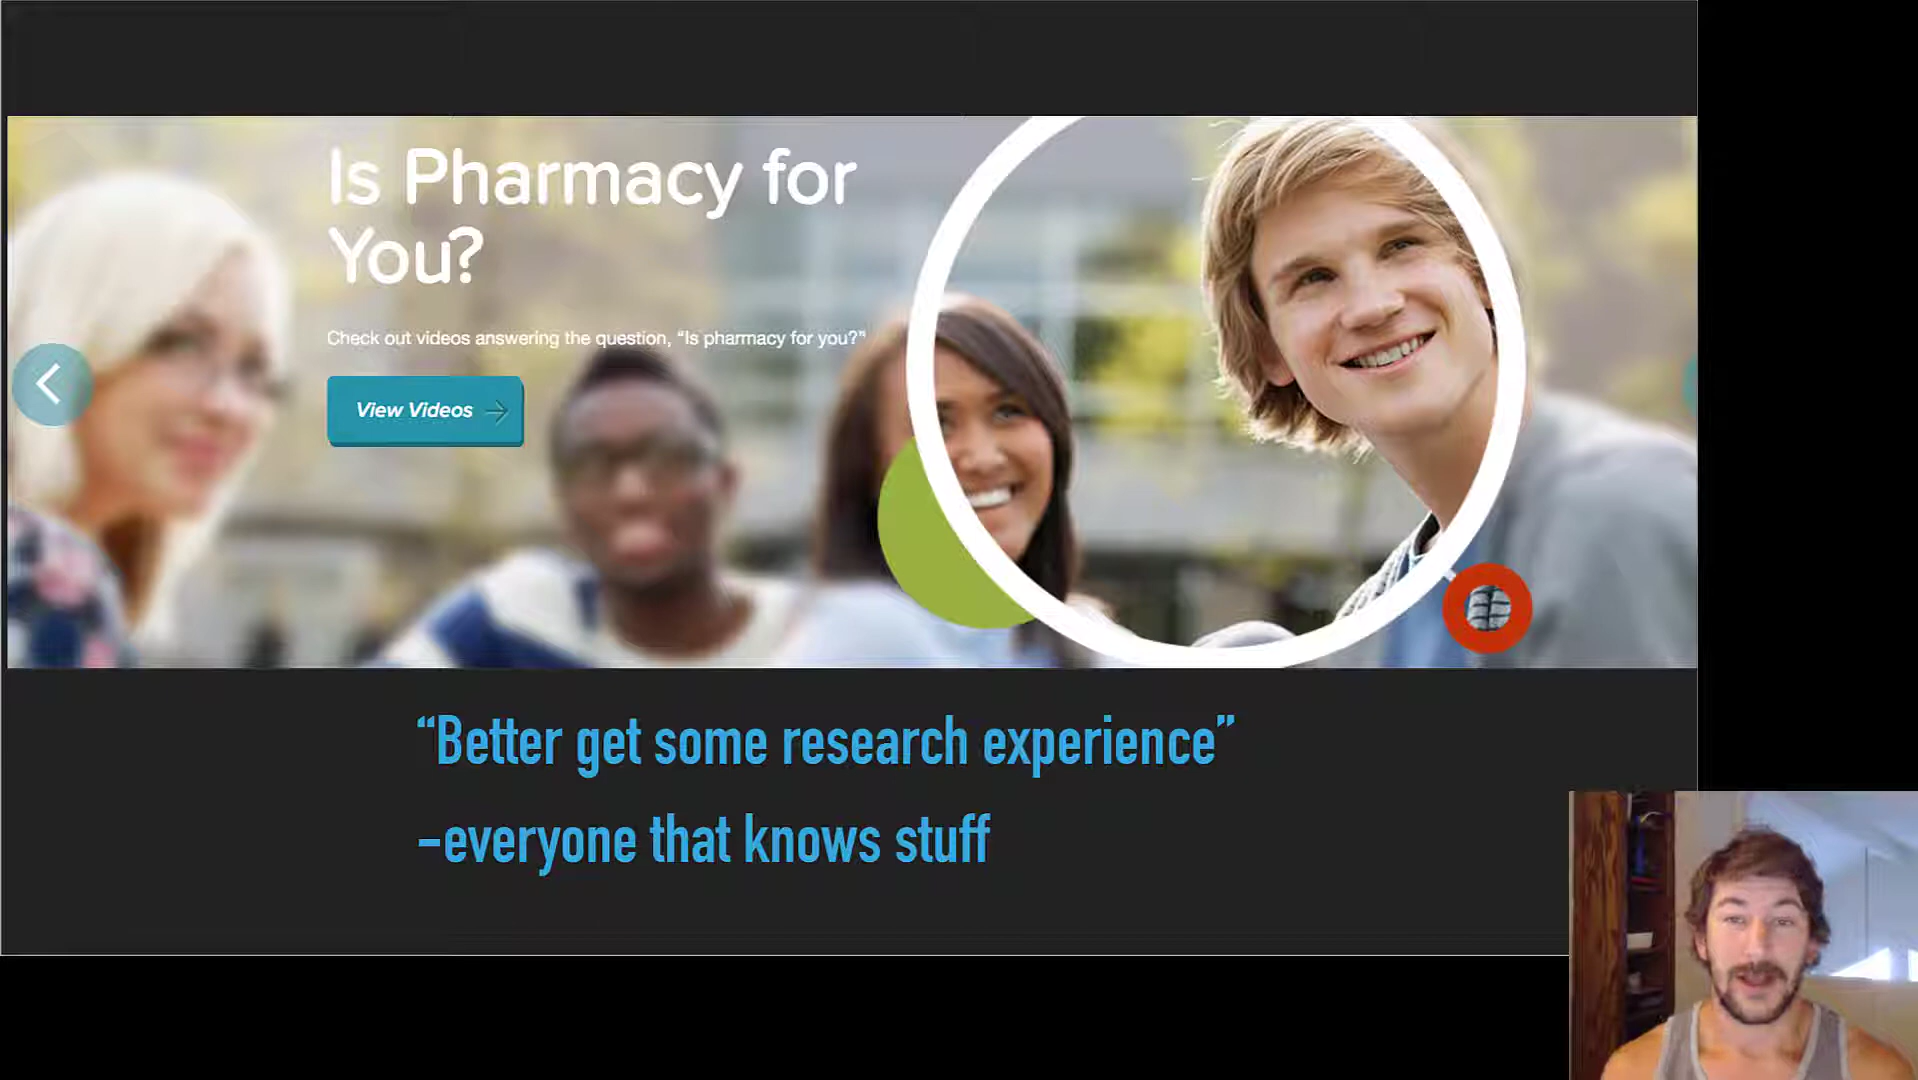 Is Pharmacy for
You?
Check out videos answering the question, “Is pharmacy for you?”
View Videos
“Better get some research experience”
–everyone that knows stuff